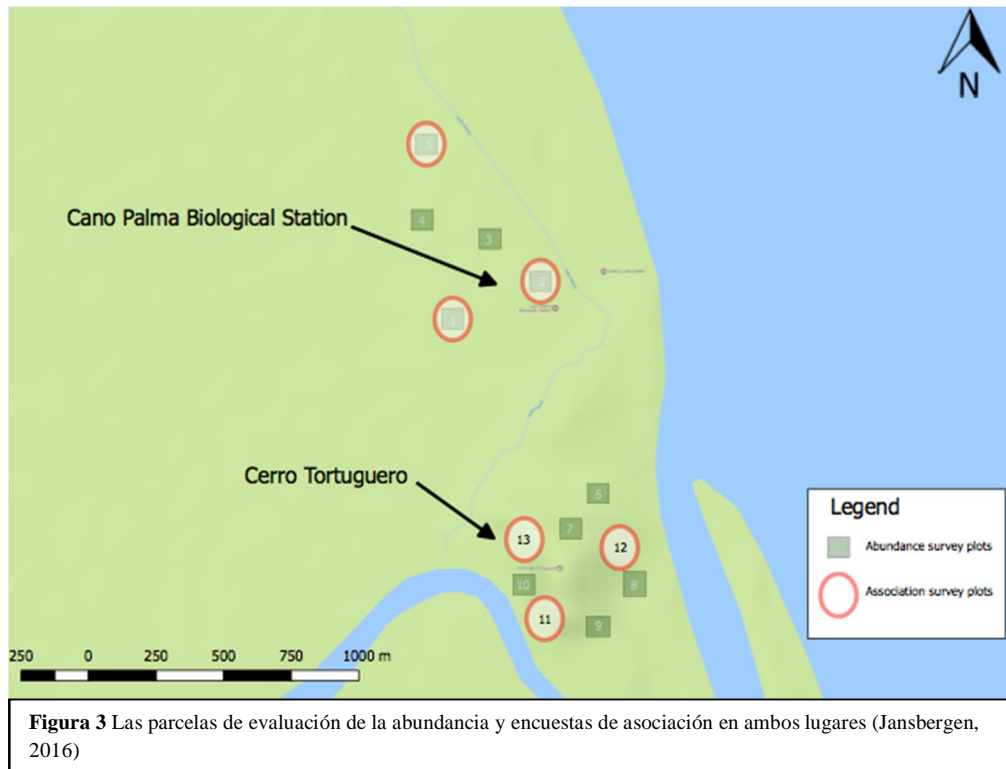 N
5
Cano Palma Biological Station
4
3
2
1
Cerro Tortuguero
6
7
13
12
10
8
11
9
Legend
Abundance survey plots
Association survey plots
250 0 250 500 750 1000 m
Figura 3 Las parcelas de evaluación de la abundancia y encuestas de asociación en ambos lugares (Jansbergen,
2016)